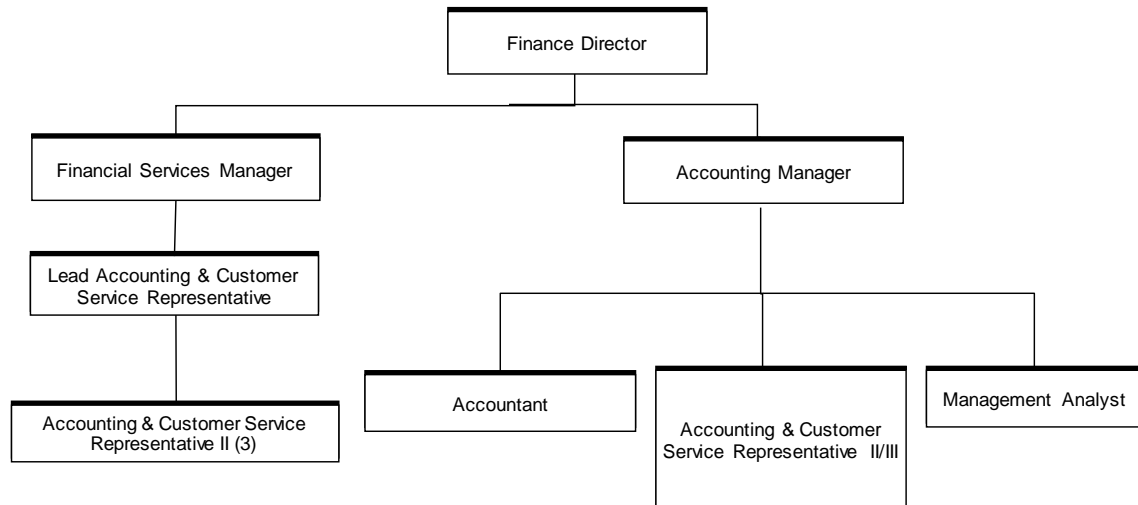 Finance Director
Financial Services Manager
Accounting Manager
Lead Accounting & Customer
Service Representative
Accountant
Accounting & Customer
Service Representative II/III
Management Analyst
Accounting & Customer Service
Representative II (3)